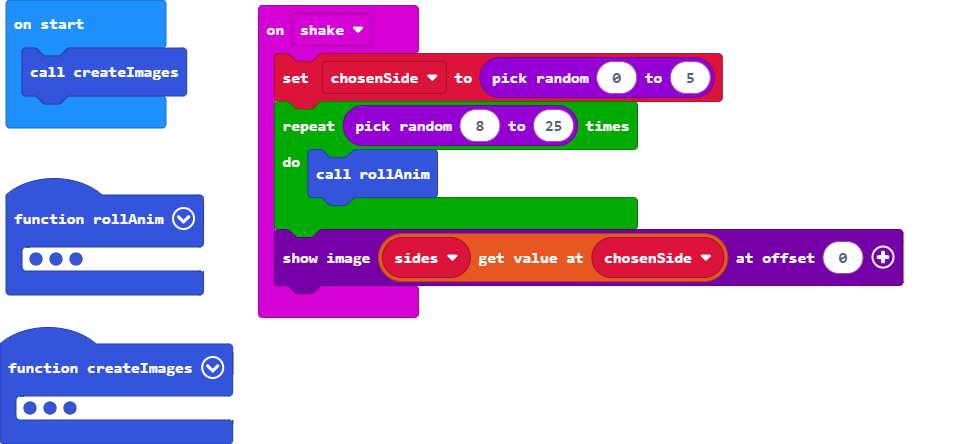 on start
call createImages
function rollAnim
function createImages
on shake
set chosenSide to pick random 0 to 5
repeat pick random 8 to 25 times
do call rollAnim
show image sides get value at chosenSide at offset 0